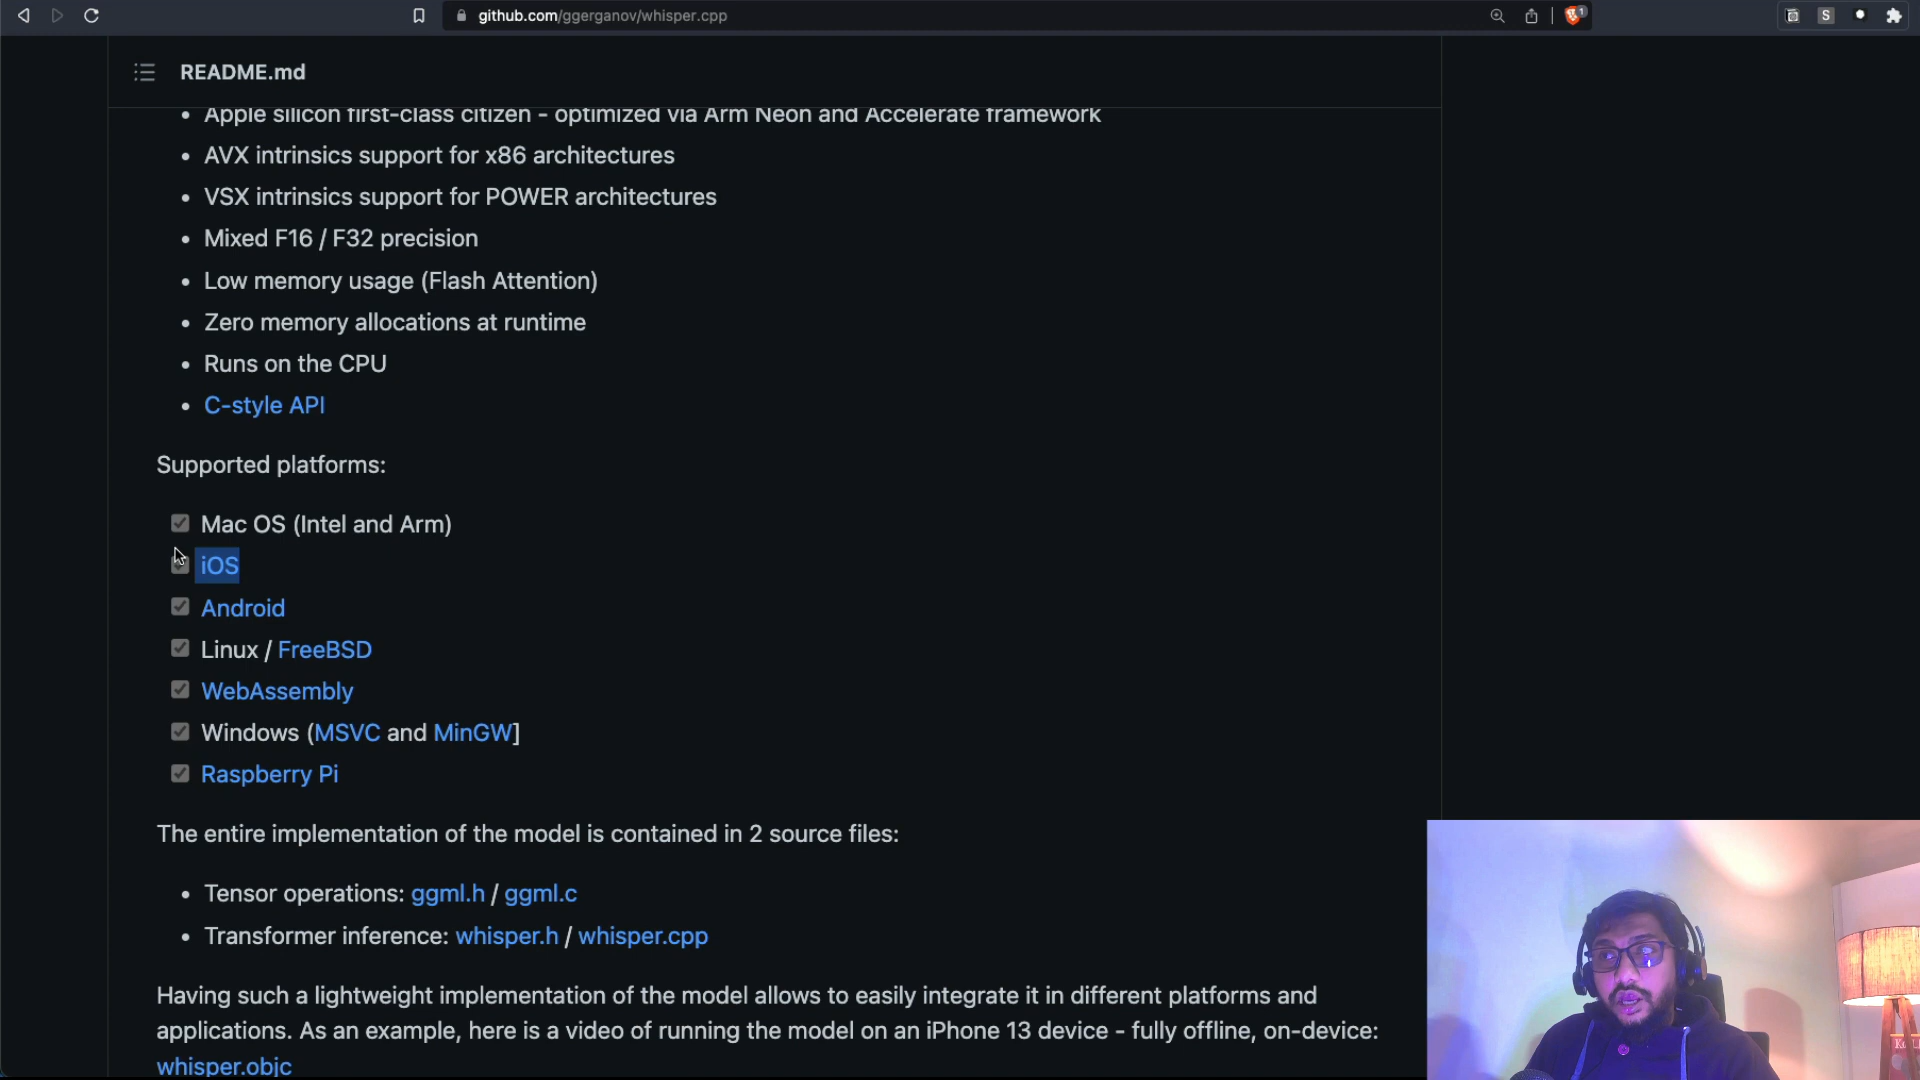 github.com/ggerganov/whisper.cpp
1
S
README.md
Apple silicon first-class citizen - optimized via Arm Neon and Accelerate framework
AVX intrinsics support for x86 architectures
VSX intrinsics support for POWER architectures
Mixed F16 / F32 precision
Low memory usage (Flash Attention)
Zero memory allocations at runtime
Runs on the CPU
C-style API
Supported platforms:
Mac OS (Intel and Arm)
iOS
Android
Linux / FreeBSD
WebAssembly
Windows (MSVC and MinGW]
Raspberry Pi
The entire implementation of the model is contained in 2 source files:
Tensor operations: ggml.h / ggml.c
Transformer inference: whisper.h / whisper.cpp
Having such a lightweight implementation of the model allows to easily integrate it in different platforms and
applications. As an example, here is a video of running the model on an iPhone 13 device - fully offline, on-device:
whisper.objc